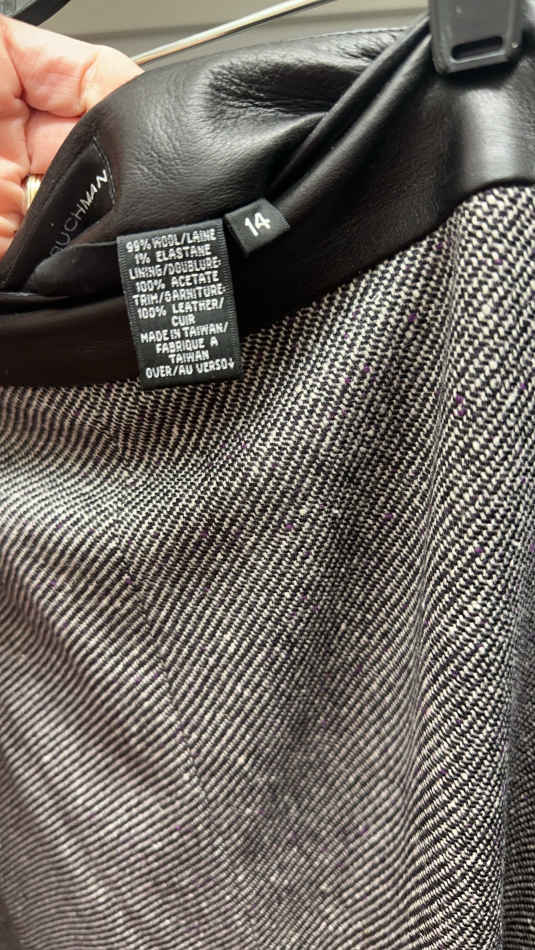 BUCHMAN
14
99% WOOL/LAINE
1% ELASTANE
LINING/DOUBLURE:
100% ACETATE
TRIM/GARNITURE:
100% LEATHER/
CUIR
MADE IN TAIWAN/
FABRIQUE A
TAIWAN
OVER/AU VERSO↓